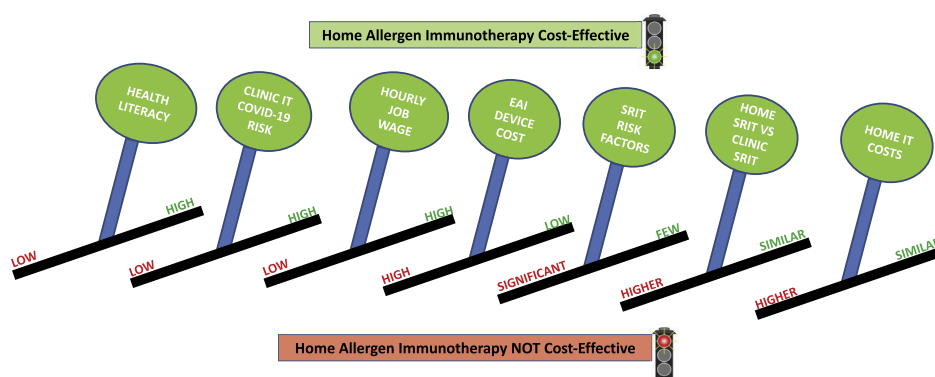 Home Allergen Immunotherapy Cost-Effective
HEALTH
LITERACY
LOW
HIGH
CLINIC IT
COVID-19
RISK
LOW
HIGH
HOURLY
JOB
WAGE
LOW
HIGH
EAI
DEVICE
COST
HIGH
LOW
SRIT
RISK
FACTORS
SIGNIFICANT
FEW
HOME
SRIT VS
CLINIC
SRIT
HIGHER
SIMILAR
HOME IT
COSTS
HIGHER
SIMILAR
Home Allergen Immunotherapy NOT Cost-Effective